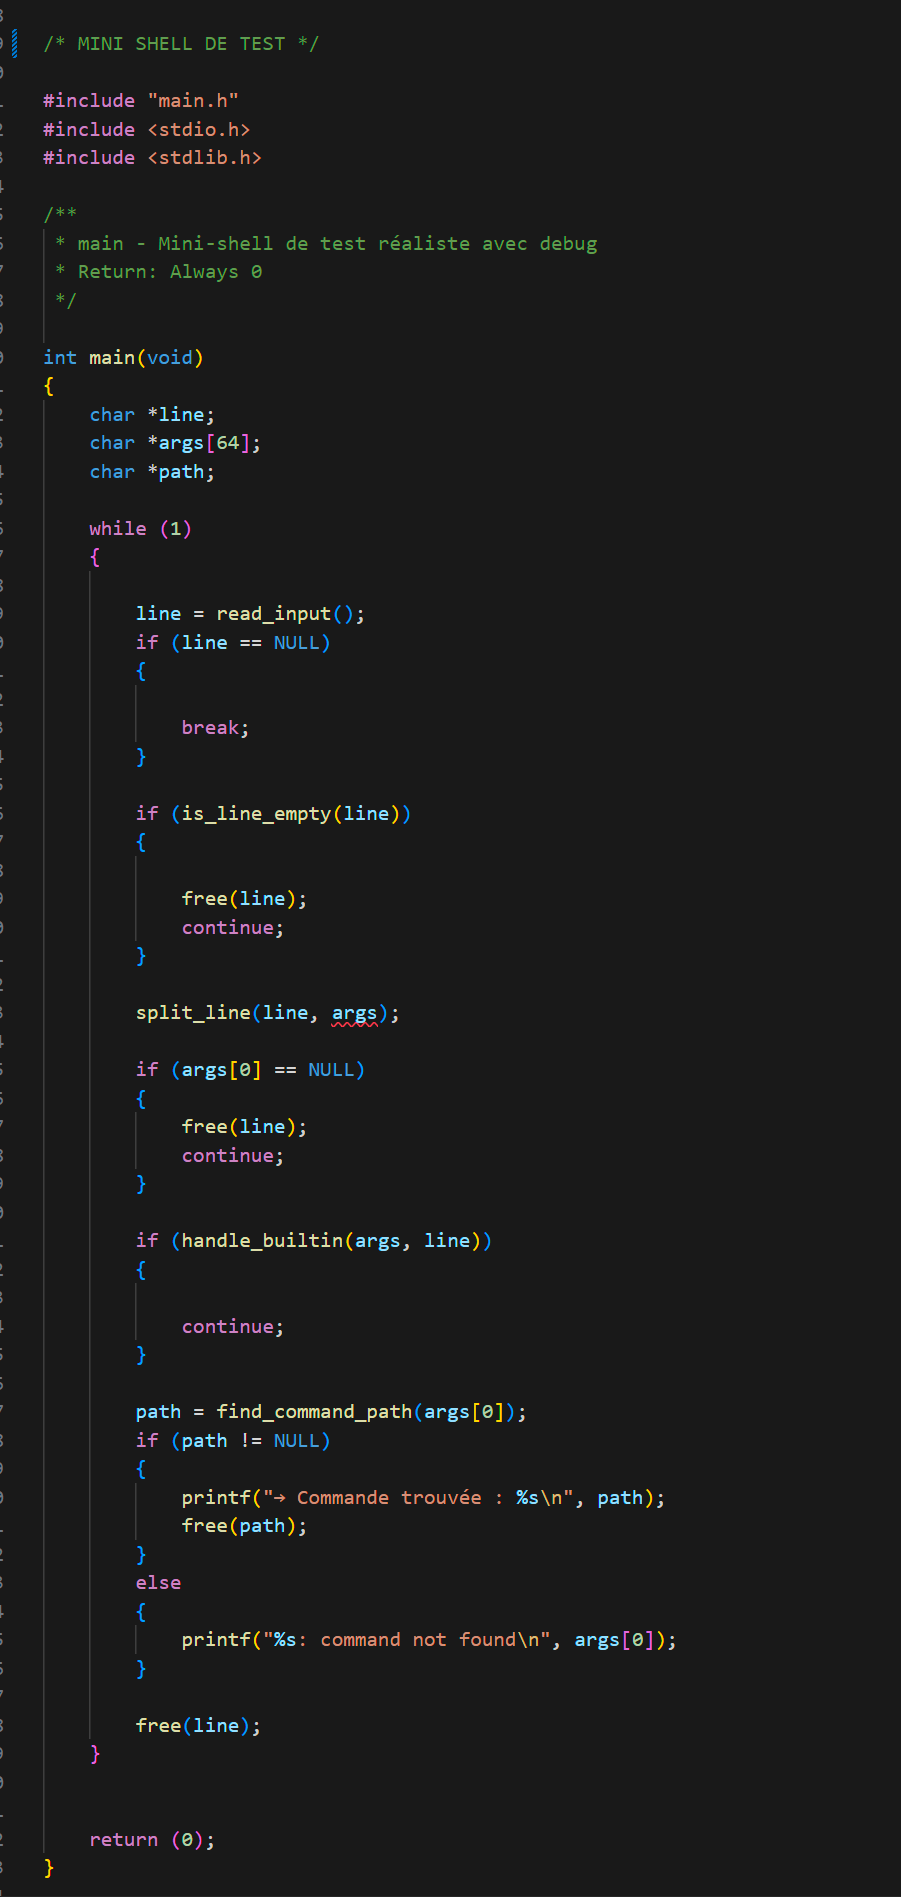 /* MINI SHELL DE TEST */
#include "main.h"
#include <stdio.h>
#include <stdlib.h>
/**
 * main - Mini-shell de test réaliste avec debug
 * Return: Always 0
 */
int main(void)
{
    char *line;
    char *args[64];
    char *path;
    while (1)
    {
        line = read_input();
        if (line == NULL)
        {
            break;
        }
        if (is_line_empty(line))
        {
            free(line);
            continue;
        }
        split_line(line, args);
        if (args[0] == NULL)
        {
            free(line);
            continue;
        }
        if (handle_builtin(args, line))
        {
            continue;
        }
        path = find_command_path(args[0]);
        if (path != NULL)
        {
            printf("→ Commande trouvée : %s\n", path);
            free(path);
        }
        else
        {
            printf("%s: command not found\n", args[0]);
        }
        free(line);
    }
    return (0);
}